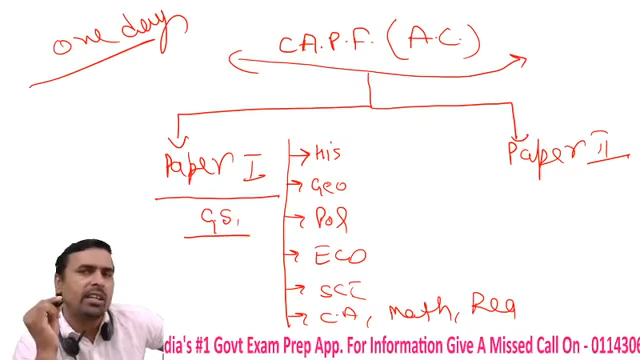 one day
C.A.P.F. (A.C.)
Paper I
GS,
His
Geo
Pol
ECO
SCI
C.A, Math, Rea
Paper II
dia's #1 Govt Exam Prep App. For Information Give A Missed Call On - 0114306